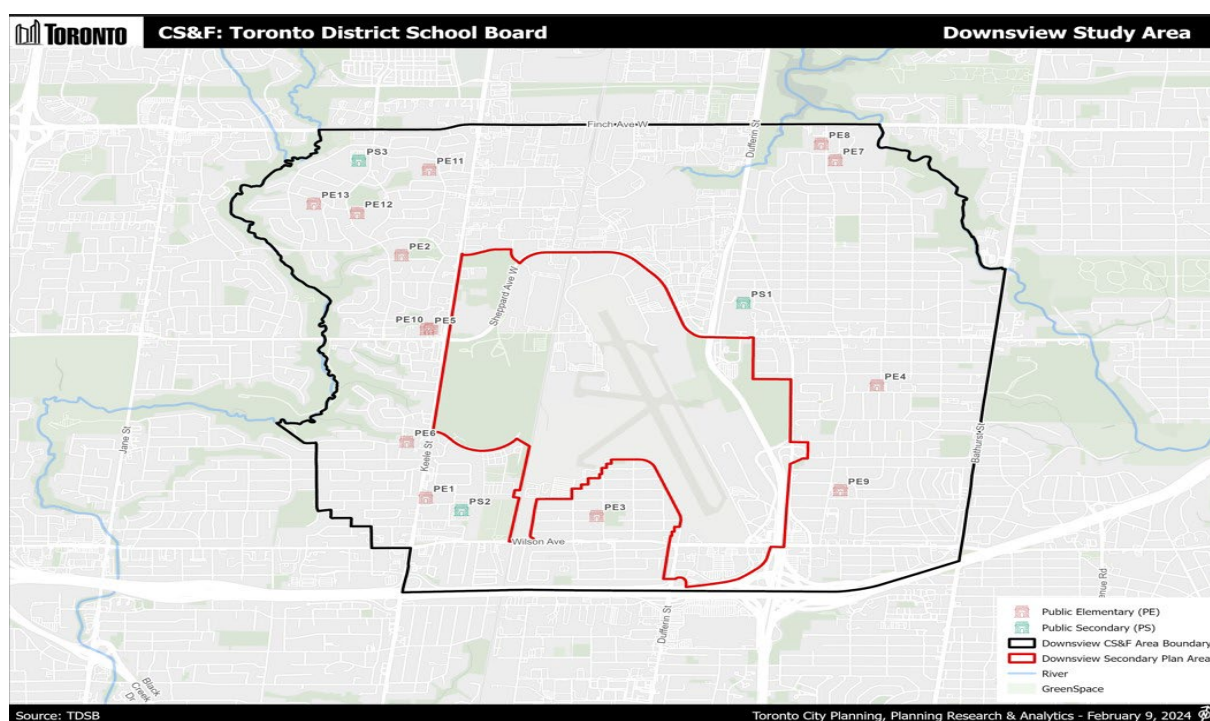 TORONTO
CS&F: Toronto District School Board
Downsview Study Area
Finch Ave W
Dufferin St
PE8
PE7
PS3
PE11
PE13
PE12
PE2
Sheppard Ave W
PS1
PE10
PE5
PE4
Jane St
Keele St
PE6
Bathurst St
PE1
PS2
PE3
PE9
Wilson Ave
Dufferin St
enue Rd
Black
Creek
Dr
Public Elementary (PE)
Public Secondary (PS)
Downsview CS&F Area Boundary
Downsview Secondary Plan Area
River
GreenSpace
Source: TDSB
Toronto City Planning, Planning Research & Analytics - February 9, 2024